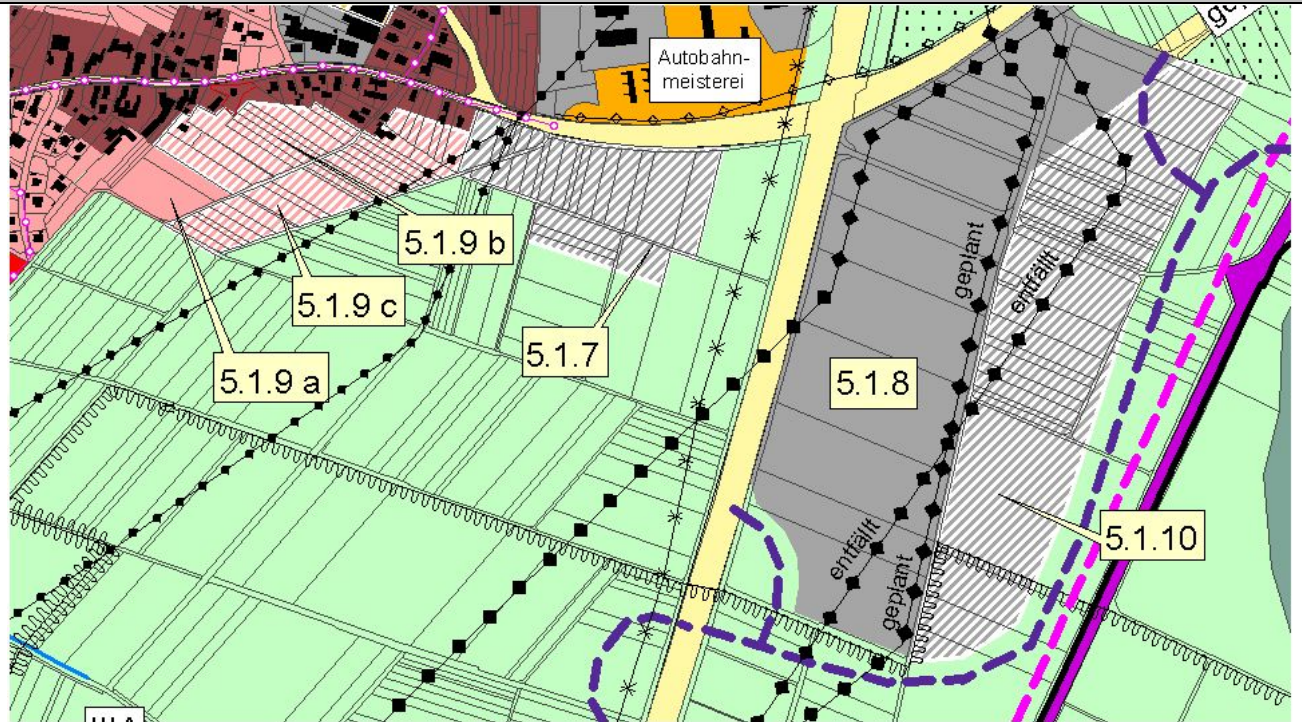 Autobahn-
meisterei
5.1.9 b
5.1.9 c
5.1.7
5.1.9 a
5.1.8
5.1.10
geplant
entfällt
entfällt
geplant